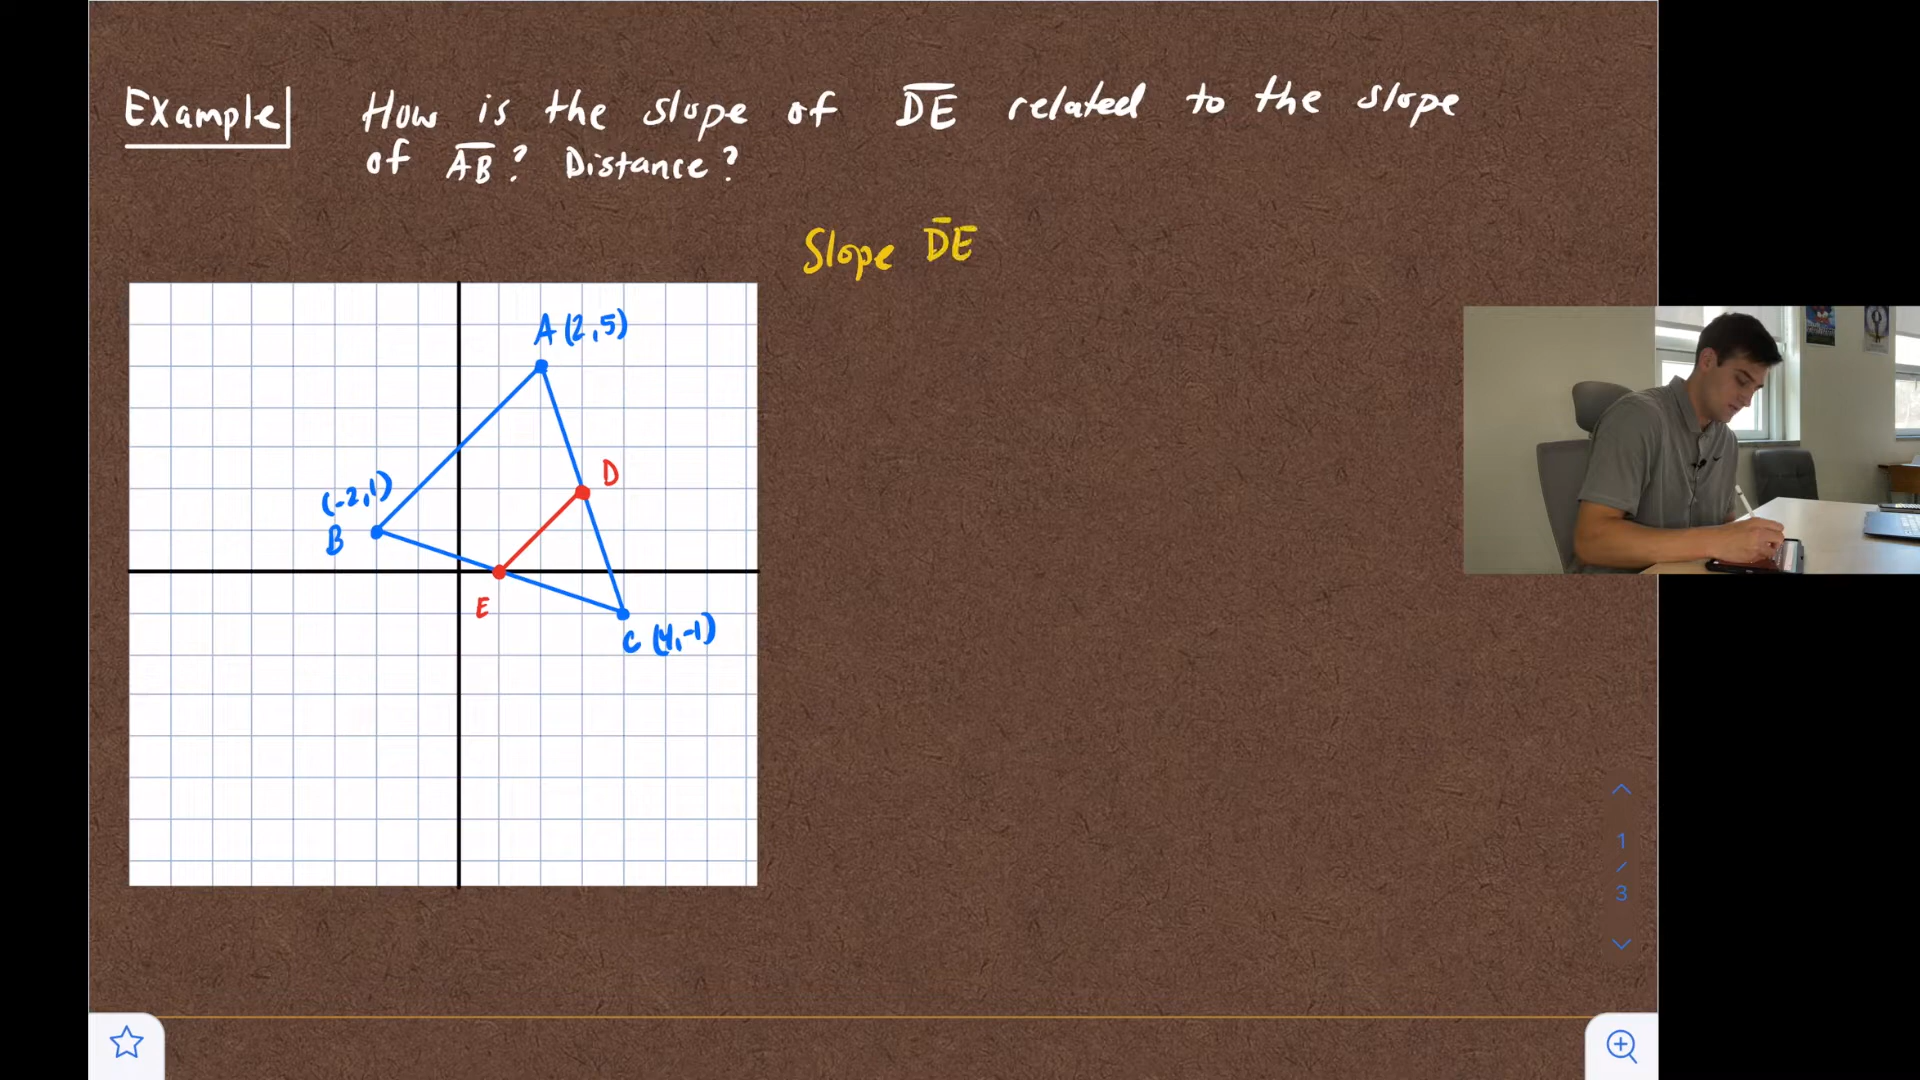 Example How is the slope of DE related to the slope
of AB? Distance?
Slope DE
A (2,5)
D
(-2,1)
B
E
C (4,-1)
1
/
3